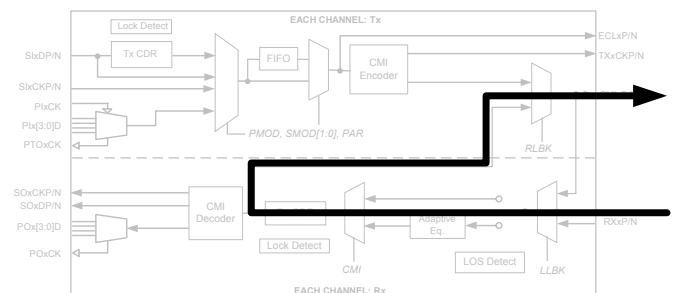 EACH CHANNEL: Tx
Lock Detect
SIxDP/N
Tx CDR
FIFO
CMI
Encoder
ECLxP/N
TXxCKP/N
SIxCKP/N
PIxCK
PIx[3:0]D
PTOxCK
PMOD, SMOD[1:0], PAR
RLBK
SOxCKP/N
SOxDP/N
POx[3:0]D
POxCK
CMI
Decoder
Lock Detect
CMI
Adaptive
Eq.
LOS Detect
LLBK
RXxP/N
EACH CHANNEL: Rx